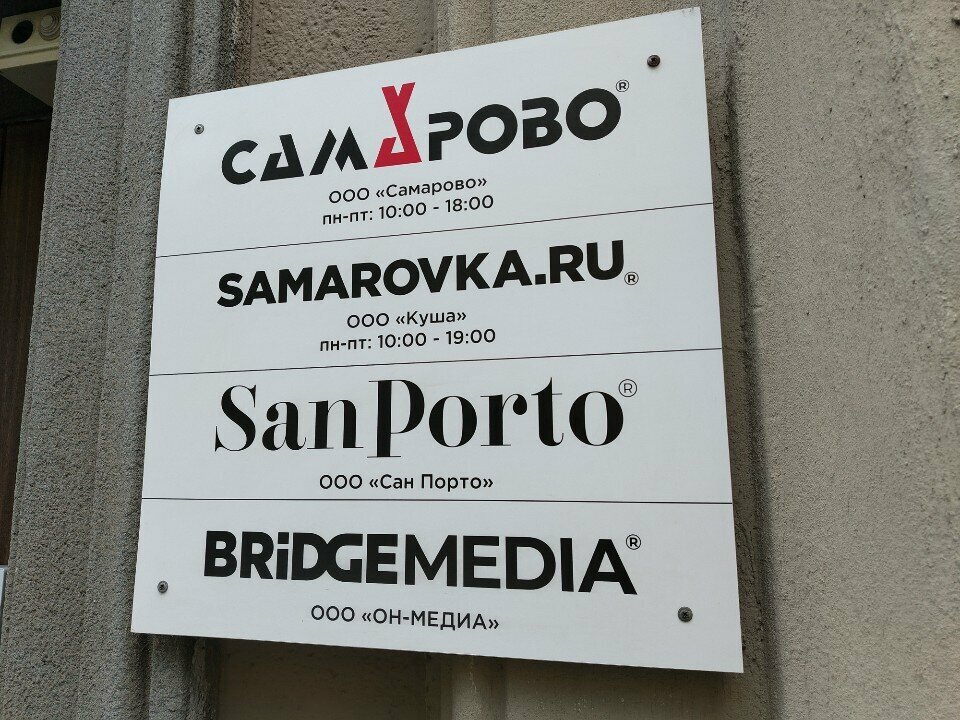 САМАРОВО®
ООО «Самарово»
пн-пт: 10:00 - 18:00
SAMAROVKA.RU®
ООО «Куша»
пн-пт: 10:00 - 19:00
SanPorto®
ООО «Сан Порто»
BRiDGEMEDIA®
ООО «ОН-МЕДИА»